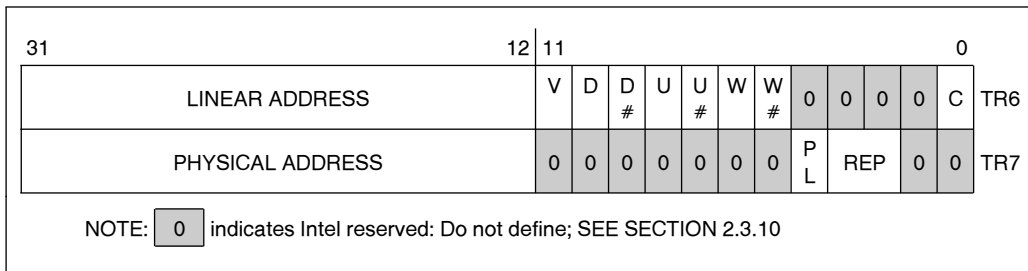 31 12 11 0
LINEAR ADDRESS V D D# U U# W W# 0 0 0 0 C TR6
PHYSICAL ADDRESS 0 0 0 0 0 0 0 PL REP 0 0 TR7
NOTE: 0 indicates Intel reserved: Do not define; SEE SECTION 2.3.10